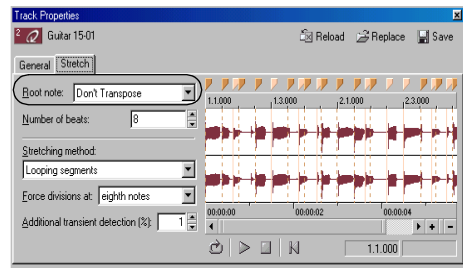 Track Properties
2 Guitar 15-01
Reload Replace Save
General Stretch
Root note: Don't Transpose
1.1.000 1.3.000 2.1.000 2.3.000
Number of beats: 8
Stretching method:
Looping segments
Force divisions at: eighth notes
00:00:00 00:00:02 00:00:04
Additional transient detection (%): 1
1.1.000